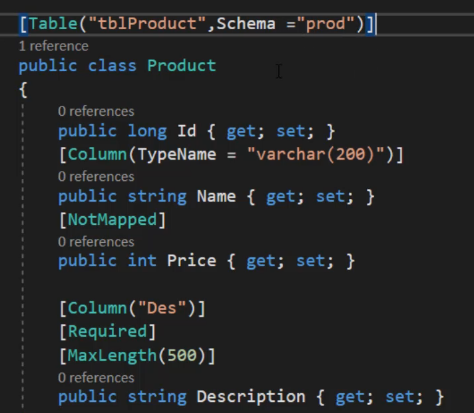 [Table("tblProduct",Schema ="prod")]
1 reference
public class Product
{
0 references
public long Id { get; set; }
[Column(TypeName = "varchar(200)")]
0 references
public string Name { get; set; }
[NotMapped]
0 references
public int Price { get; set; }
[Column("Des")]
[Required]
[MaxLength(500)]
0 references
public string Description { get; set; }